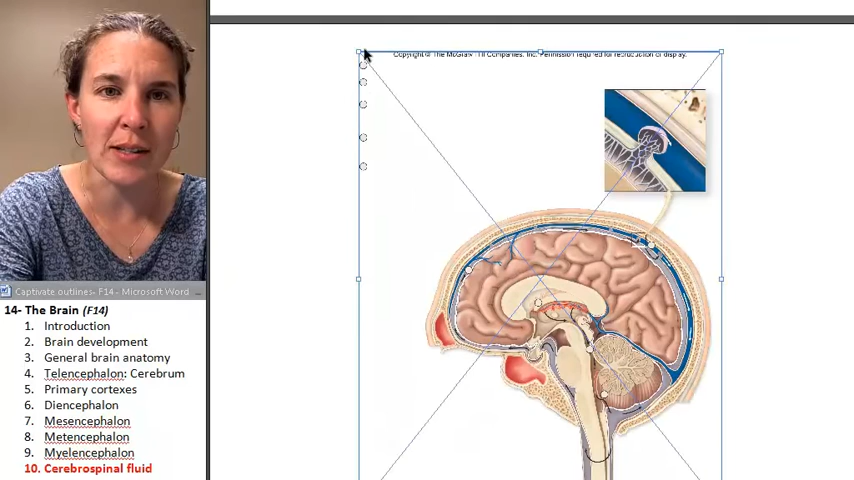 Copyright © The McGraw-Hill Companies, Inc. Permission required for reproduction or display.
Captivate outlines- F14 - Microsoft Word
14- The Brain (F14)
1. Introduction
2. Brain development
3. General brain anatomy
4. Telencephalon: Cerebrum
5. Primary cortexes
6. Diencephalon
7. Mesencephalon
8. Metencephalon
9. Myelencephalon
10. Cerebrospinal fluid